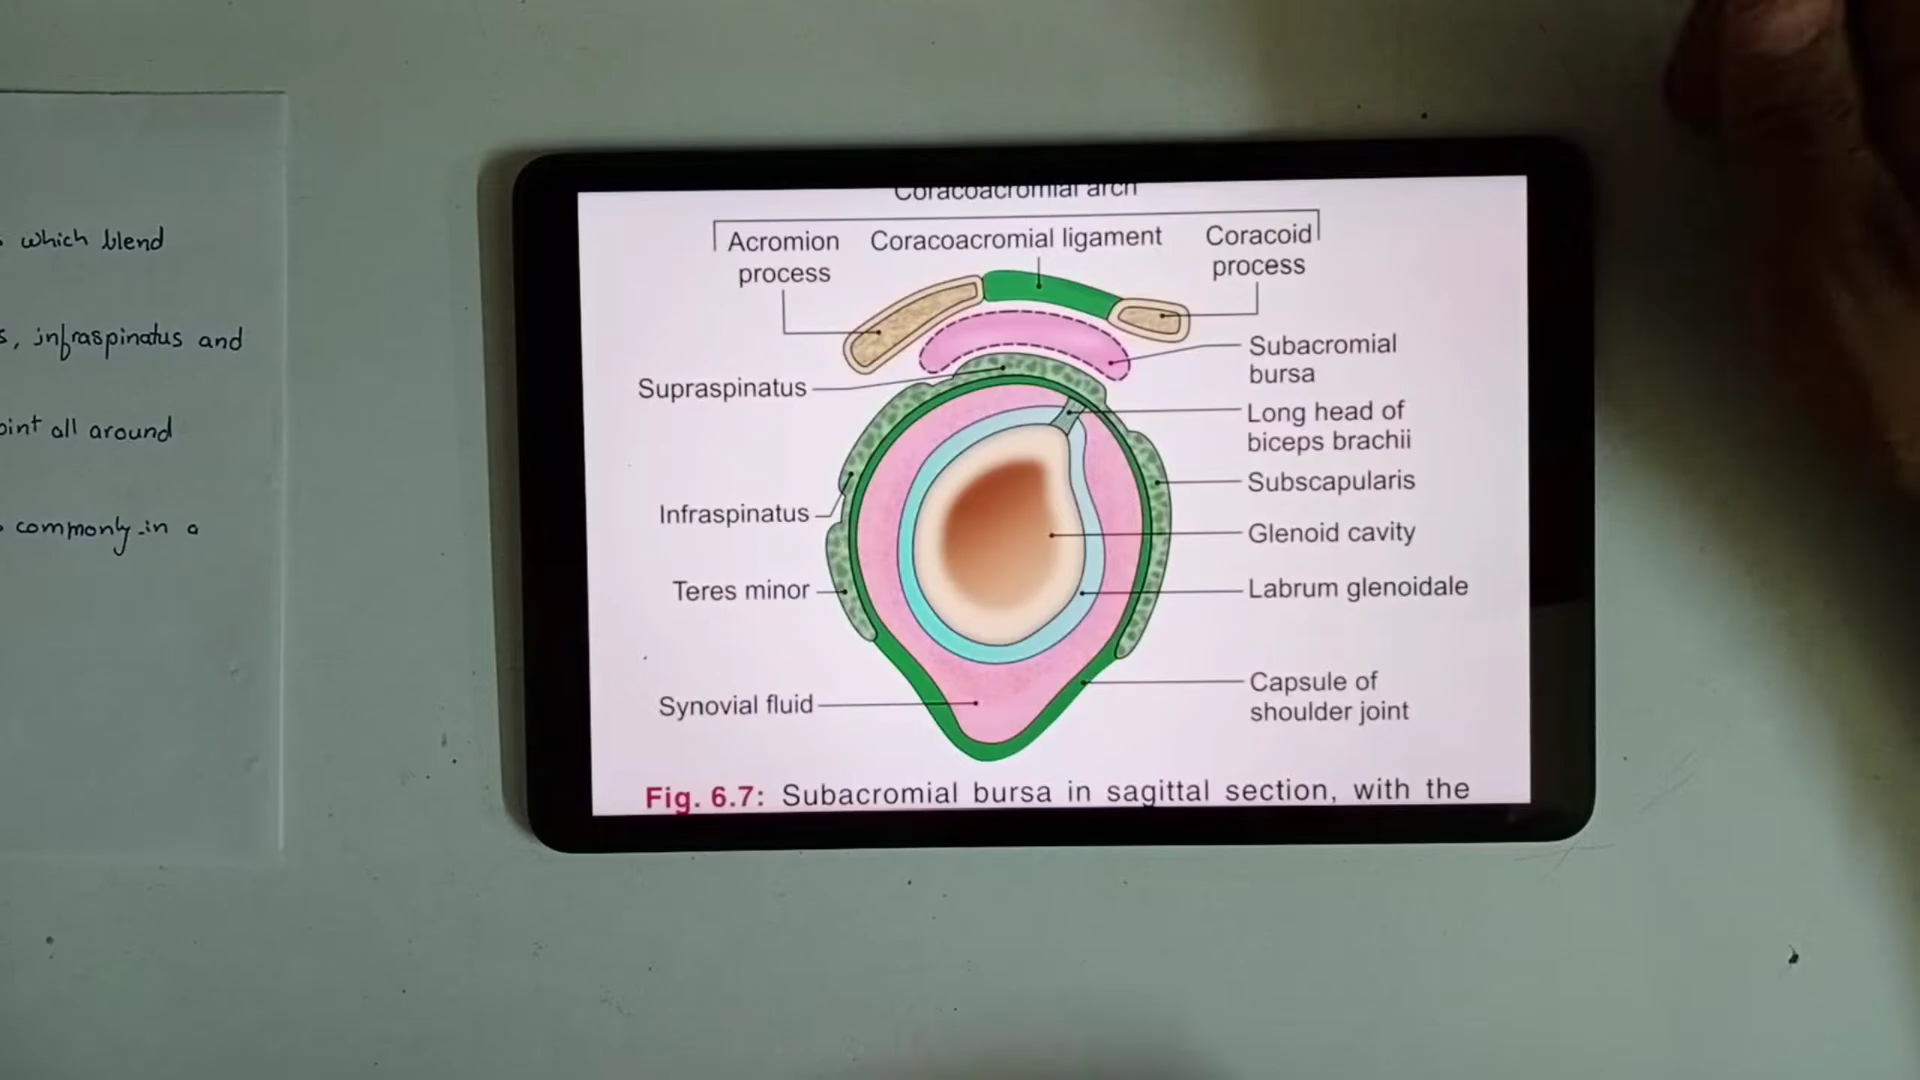 which blend
, infraspinatus and
all around
commonly in a
Coracoacromial arch
Acromion
process
Coracoacromial ligament
Coracoid
process
Subacromial
bursa
Supraspinatus
Long head of
biceps brachii
Subscapularis
Infraspinatus
Glenoid cavity
Teres minor
Labrum glenoidale
Synovial fluid
Capsule of
shoulder joint
Fig. 6.7: Subacromial bursa in sagittal section, with the